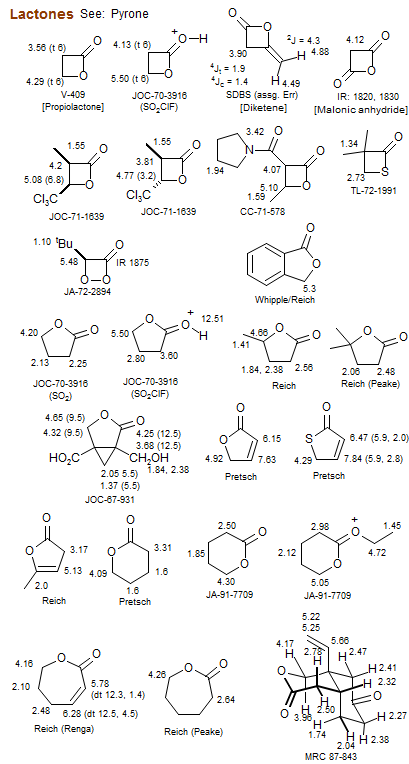 Lactones See: Pyrone
3.56 (t 6)
O
O
4.29 (t 6)
V-409
[Propiolactone]
4.13 (t 6)
+
O-H
O
5.50 (t 6)
JOC-70-3916
(SO₂ClF)
O
O
²J = 4.3
3.90
H
4.88
⁴Jt = 1.9
⁴Jc = 1.4
H
4.49
SDBS (assg. Err)
[Diketene]
4.12
O
O
O
IR: 1820, 1830
[Malonic anhydride]
1.55
O
4.2
O
5.08 (6.8)
Cl₃C
JOC-71-1639
1.55
O
3.81
4.77 (3.2)
O
Cl₃C
JOC-71-1639
3.42
O
N
O
1.94
4.07
5.10
O
1.59
CC-71-578
1.34
O
2.73
S
TL-72-1991
1.10 ᵗBu
O
5.48
IR 1875
O-O
JA-72-2894
O
O
5.3
Whipple/Reich
4.20
O
O
2.13
2.25
JOC-70-3916
(SO₂)
+
12.51
5.50
O
O
H
2.80
3.60
JOC-70-3916
(SO₂ClF)
4.66
O
O
1.41
1.84, 2.38
2.56
Reich
O
O
2.06
2.48
Reich (Peake)
4.65 (9.5)
O
O
4.32 (9.5)
4.25 (12.5)
3.68 (12.5)
HO₂C
CH₂OH
2.05 5.5)
1.84, 2.38
1.37 (5.5)
JOC-67-931
O
O
6.15
4.92
7.63
Pretsch
O
S
6.47 (5.9, 2.0)
4.29
7.84 (5.9, 2.8)
Pretsch
O
O
3.17
5.13
2.0
Reich
O
O
3.31
4.09
1.6
1.6
Pretsch
2.50
1.85
O
O
4.30
JA-91-7709
2.98
+
1.45
2.12
O
4.72
O
5.05
JA-91-7709
4.16
O
O
2.10
5.78
(dt 12.3, 1.4)
2.48
6.28 (dt 12.5, 4.5)
Reich (Renga)
4.26
O
O
2.64
Reich (Peake)
5.22
5.25
5.66
4.17
H
2.78
H
H
2.47
H
2.41
H
2.32
O
O
O
H
2.50
3.96
H
H
2.27
1.74
H
2.04
H
2.38
MRC 87-843